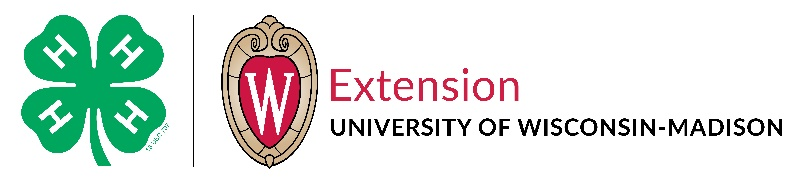 H H
H H
W
Extension
UNIVERSITY OF WISCONSIN-MADISON